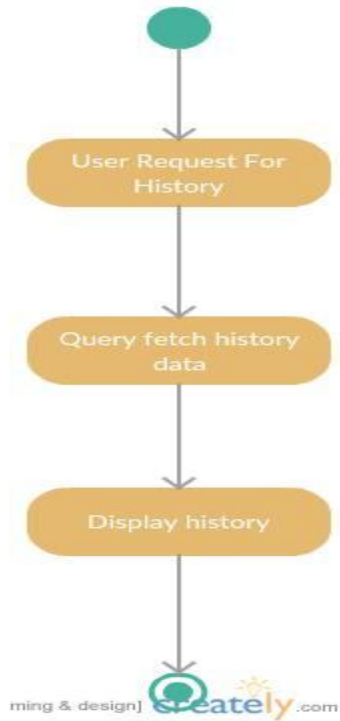 User Request For
History
Query fetch history
data
Display history
ming & design] creately.com